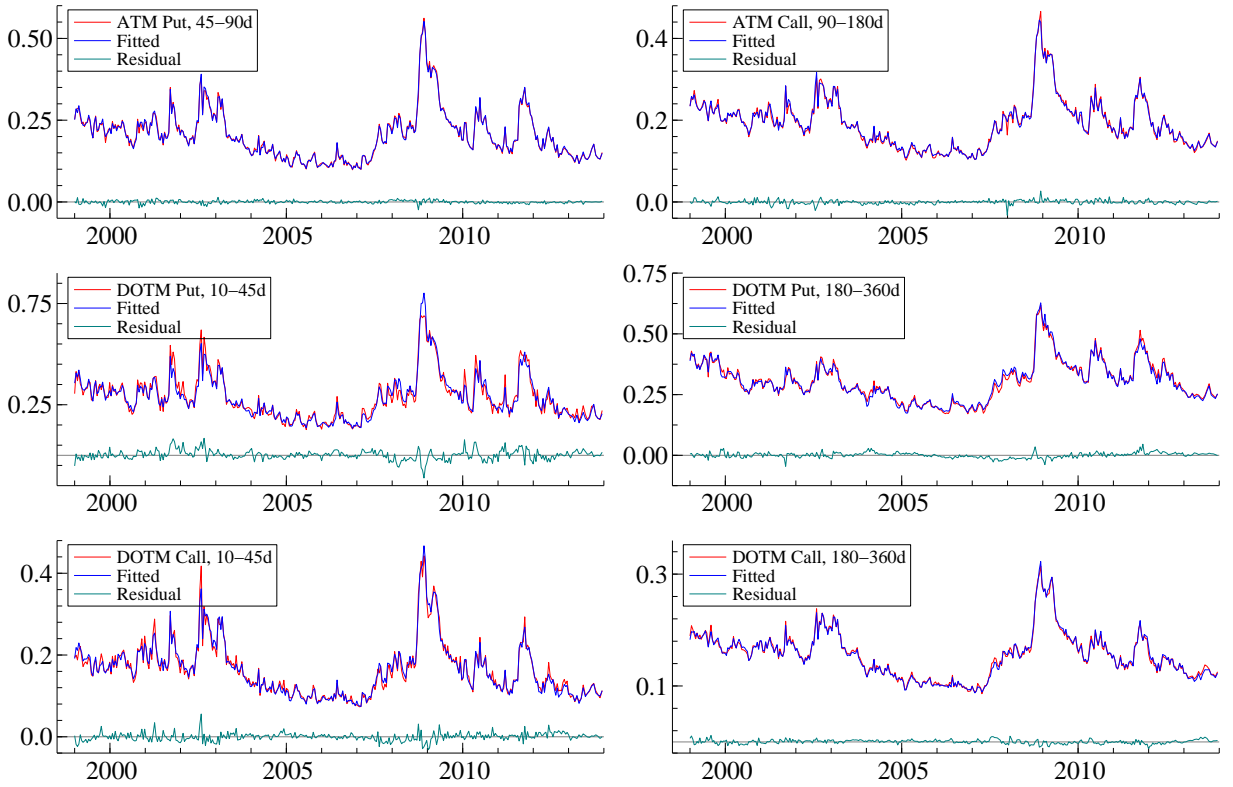 ATM Put, 45−90d
Fitted
Residual
0.50
0.25
0.00
2000 2005 2010
ATM Call, 90−180d
Fitted
Residual
0.4
0.2
0.0
2000 2005 2010
DOTM Put, 10−45d
Fitted
Residual
0.75
0.25
2000 2005 2010
DOTM Put, 180−360d
Fitted
Residual
0.75
0.50
0.25
0.00
2000 2005 2010
DOTM Call, 10−45d
Fitted
Residual
0.4
0.2
0.0
2000 2005 2010
DOTM Call, 180−360d
Fitted
Residual
0.3
0.1
2000 2005 2010